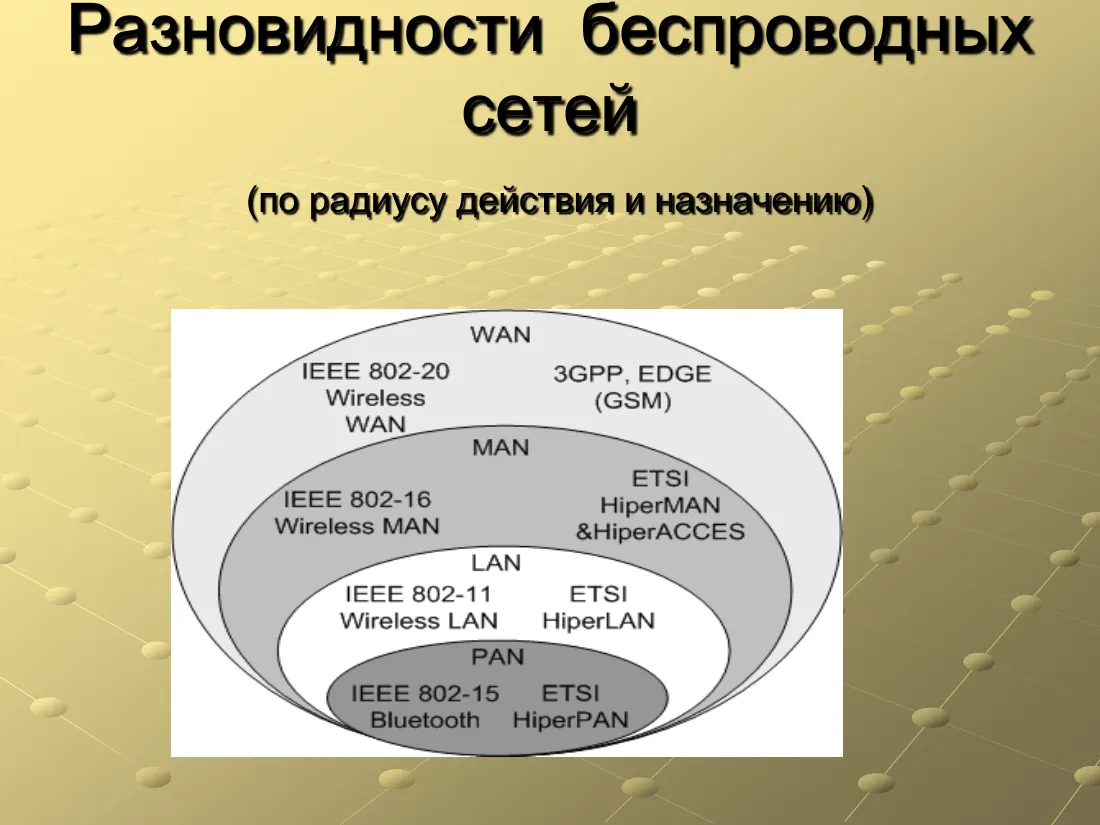 Разновидности беспроводных
сетей
(по радиусу действия и назначению)
WAN
IEEE 802-20
Wireless
WAN
3GPP, EDGE
(GSM)
MAN
IEEE 802-16
Wireless MAN
ETSI
HiperMAN
&HiperACCES
LAN
IEEE 802-11
Wireless LAN
ETSI
HiperLAN
PAN
IEEE 802-15
Bluetooth
ETSI
HiperPAN